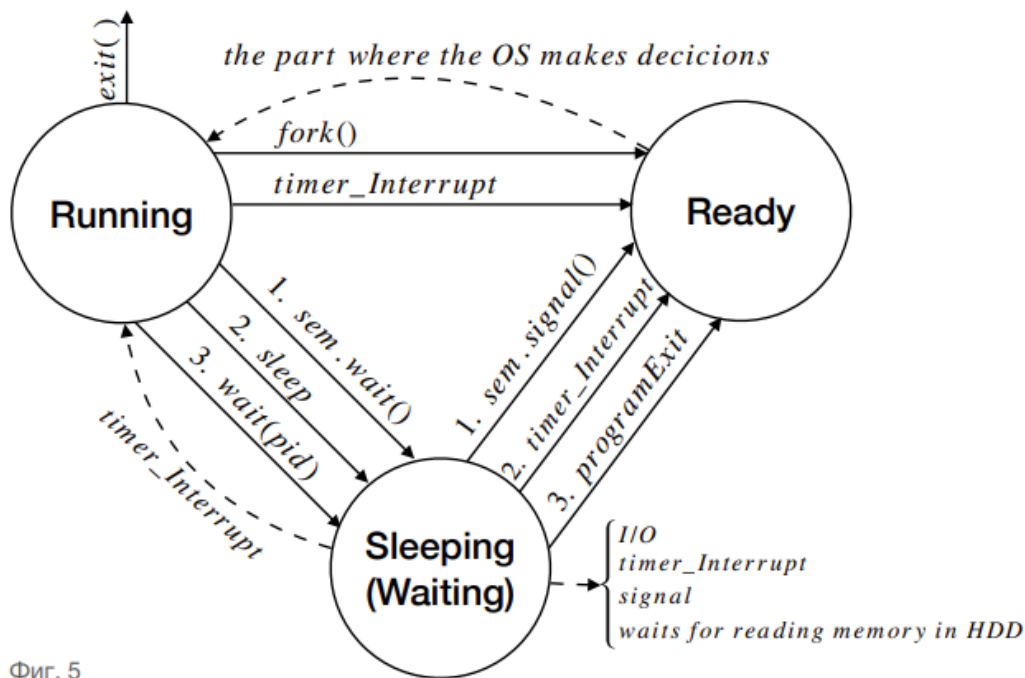 exit()
the part where the OS makes decicions
fork()
timer_Interrupt
Running
Ready
1. sem.wait()
2. sleep
3. wait(pid)
timer_Interrupt
1. sem.signal()
2. timer_Interrupt
3. programExit
Sleeping
(Waiting)
I/O
timer_Interrupt
signal
waits for reading memory in HDD
Фиг. 5